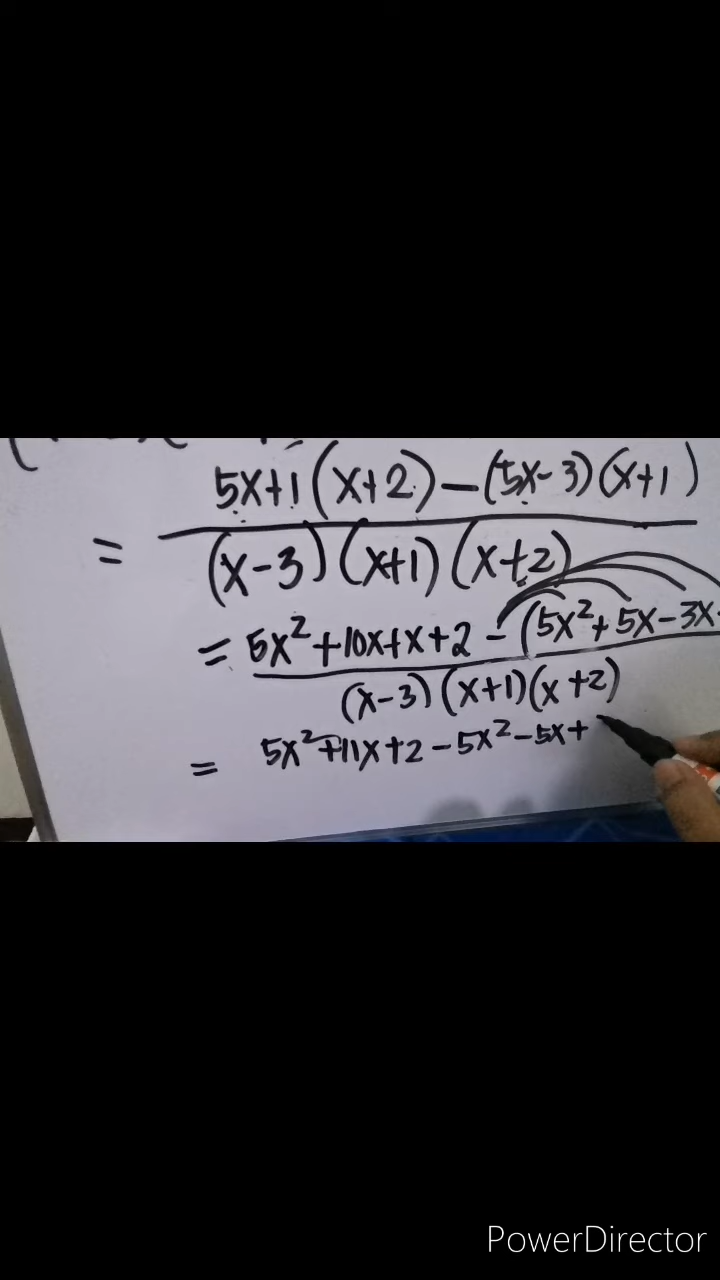 5x+1(x+2)-(5x-3)(x+1)
=
(x-3)(x+1)(x+2)
= 5x²+10x+x+2-(5x²+5x-3x-
(x-3)(x+1)(x+2)
= 5x²+11x+2-5x²-5x+
PowerDirector